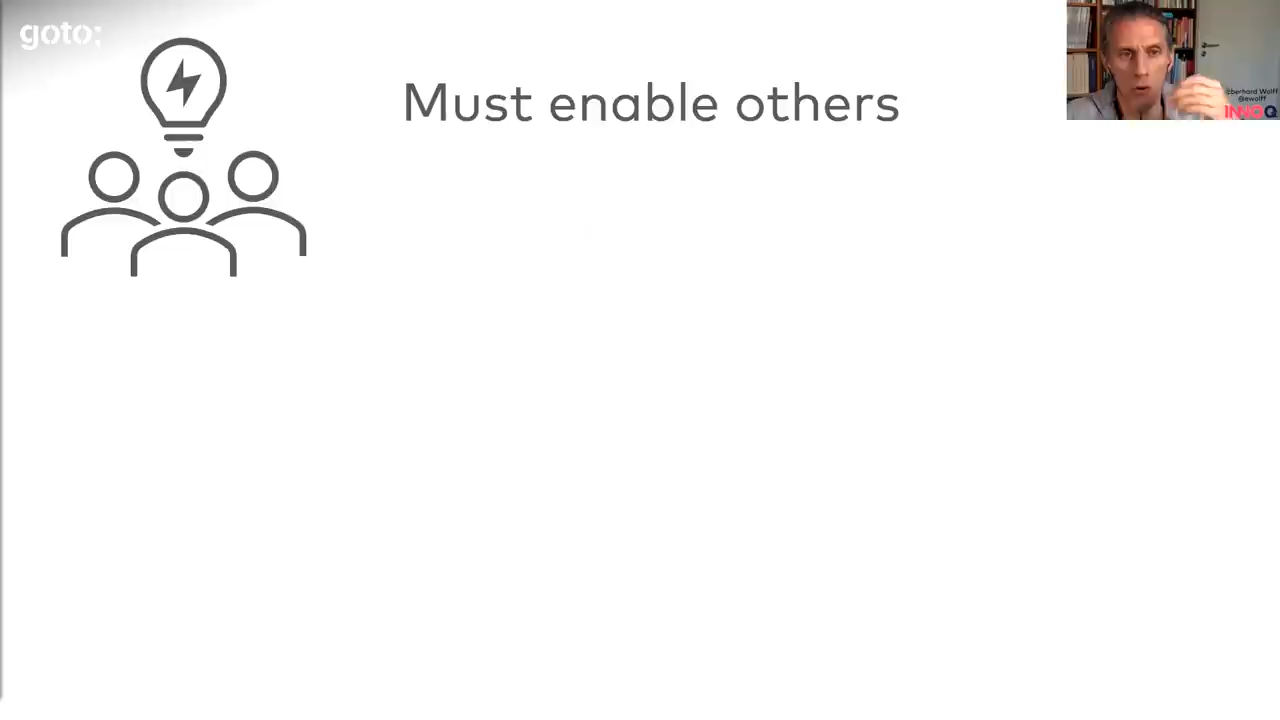 goto;
Must enable others
Eberhard Wolff
@ewolff
INNOQ